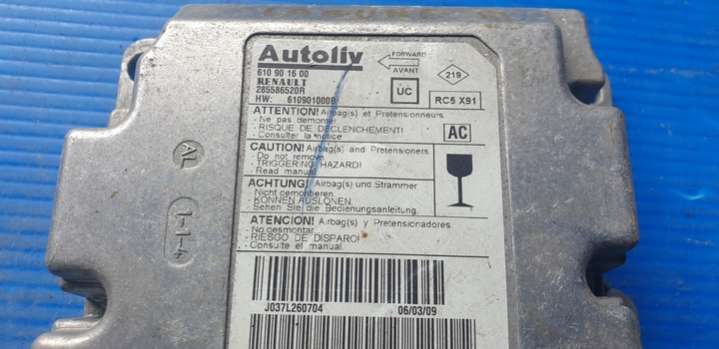 Autoliv
FORWARD
AVANT
219
610 90 16 00
RENAULT
285586520R
HW: 610901000B
UC
RC5 X91
ATTENTION! Airbag(s) et Pretensionneurs
- Ne pas demonter
- RISQUE DE DECLENCHEMENT!
- Consulter la notice
AC
CAUTION! Airbag(s) and Pretensioners
- Do not remove
- TRIGGERING HAZARD!
- Read manual
ACHTUNG! Airbag(s) und Strammer
Nicht demontieren
KONNEN AUSLONEN
Sehen Sie die Bedienungsanleitung.
ATENCION! Airbag(s) y Pretensionadores
- No desmontar
- RIESGO DE DISPARO!
- Consulte el manual
J037L260704
06/03/09
AL